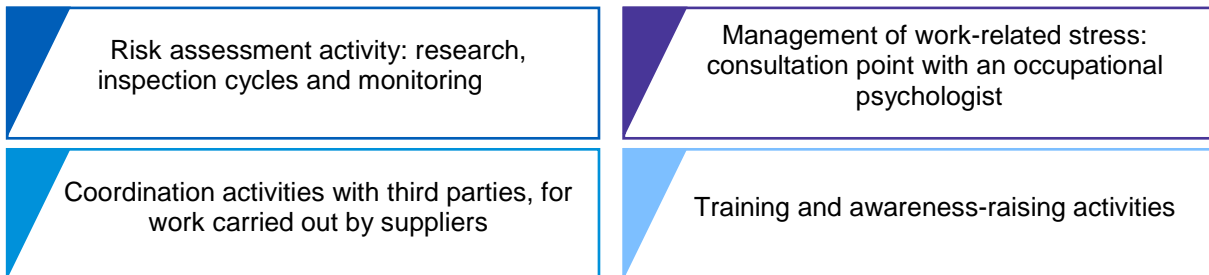 Risk assessment activity: research,
inspection cycles and monitoring
Management of work-related stress:
consultation point with an occupational
psychologist
Coordination activities with third parties, for
work carried out by suppliers
Training and awareness-raising activities